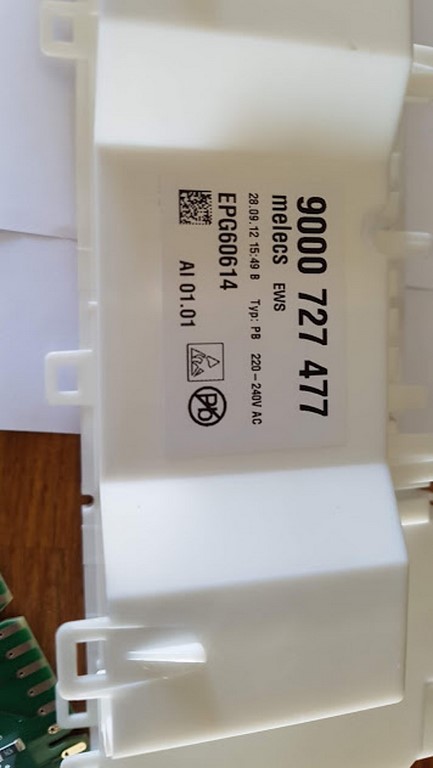 9000 727 477
melecs EWS
28.09.12 15:49 B Typ: PB 220-240V AC
EPG60614
AI 01.01
Pb